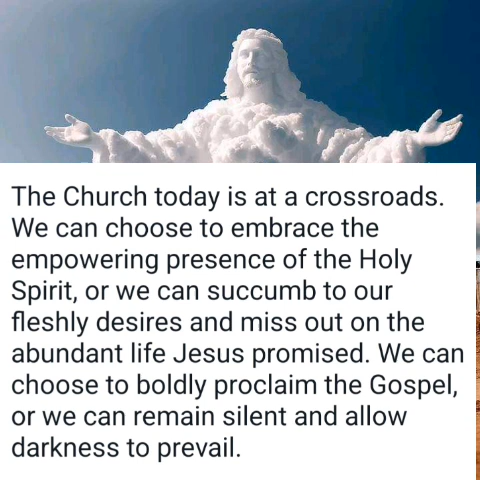 The Church today is at a crossroads.
We can choose to embrace the
empowering presence of the Holy
Spirit, or we can succumb to our
fleshly desires and miss out on the
abundant life Jesus promised. We can
choose to boldly proclaim the Gospel,
or we can remain silent and allow
darkness to prevail.